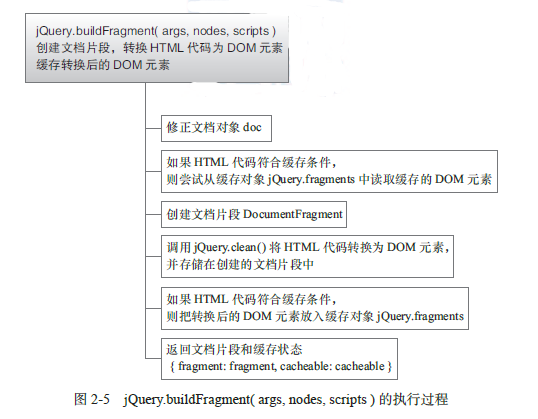 jQuery.buildFragment( args, nodes, scripts )
创建文档片段，转换 HTML 代码为 DOM 元素
缓存转换后的 DOM 元素
修正文档对象 doc
如果 HTML 代码符合缓存条件，
则尝试从缓存对象 jQuery.fragments 中读取缓存的 DOM 元素
创建文档片段 DocumentFragment
调用 jQuery.clean() 将 HTML 代码转换为 DOM 元素，
并存储在创建的文档片段中
如果 HTML 代码符合缓存条件，
则把转换后的 DOM 元素放入缓存对象 jQuery.fragments
返回文档片段和缓存状态
{ fragment: fragment, cacheable: cacheable }
图 2-5 jQuery.buildFragment( args, nodes, scripts ) 的执行过程